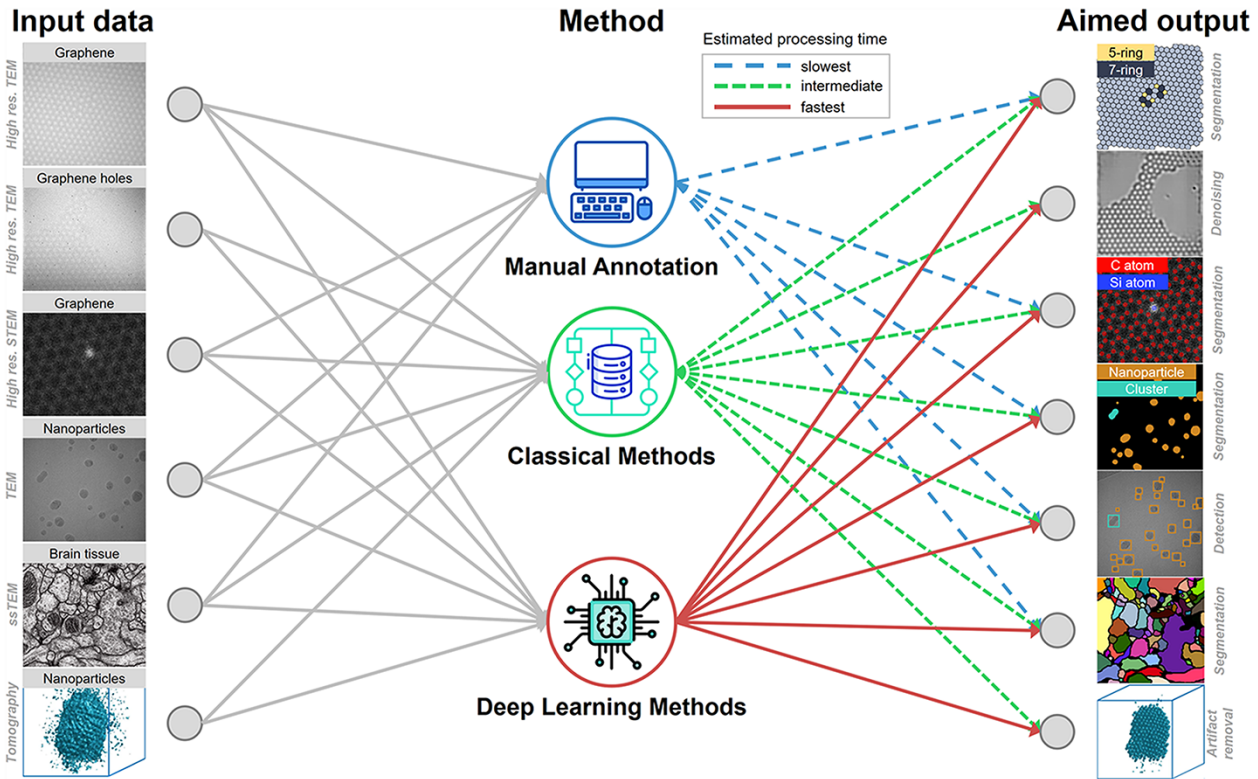 Input data
Method
Aimed output
Estimated processing time
slowest
intermediate
fastest
Graphene
High res. TEM
Graphene holes
High res. TEM
Graphene
High res. STEM
Nanoparticles
TEM
Brain tissue
ssTEM
Nanoparticles
Tomography
Manual Annotation
Classical Methods
Deep Learning Methods
5-ring
7-ring
Segmentation
Denoising
C atom
Si atom
Segmentation
Nanoparticle
Cluster
Segmentation
Detection
Segmentation
Artifact
removal